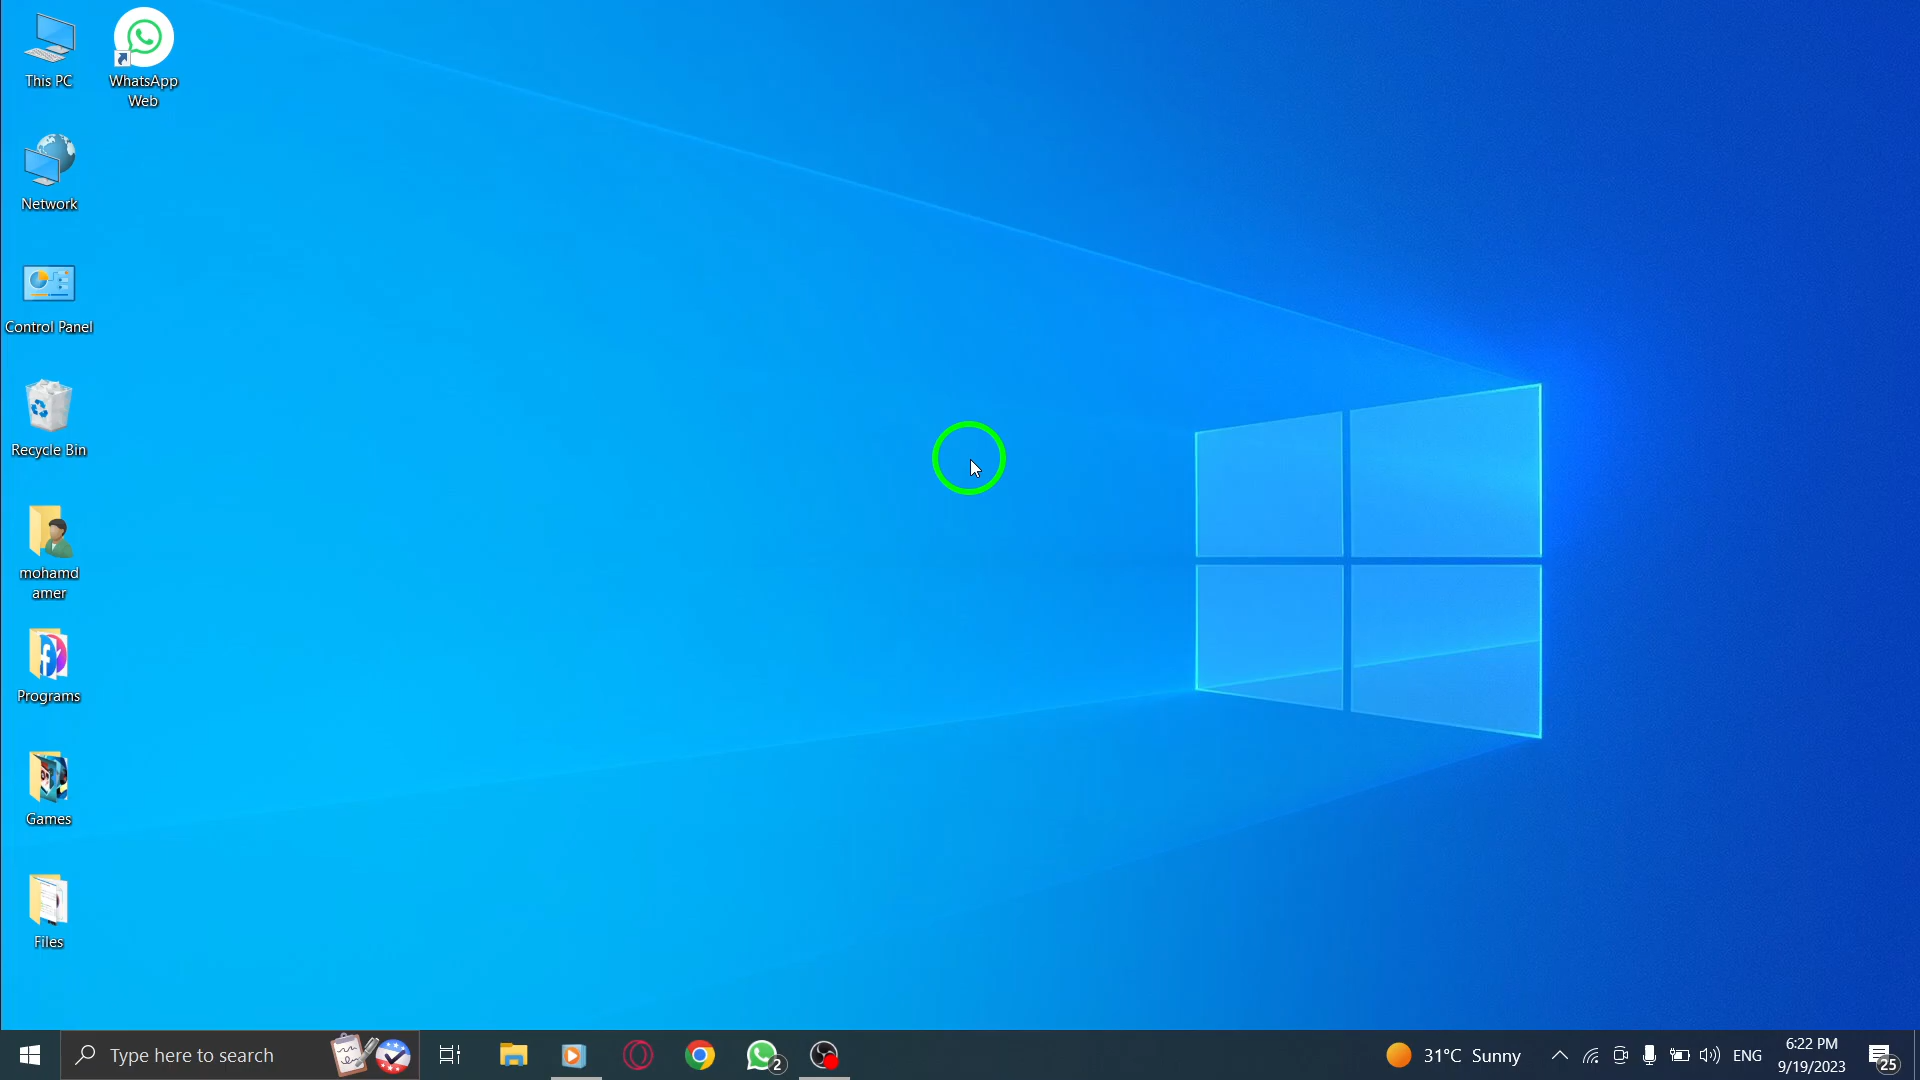 This PC
WhatsApp
Web
Network
Control Panel
Recycle Bin
mohamd
amer
Programs
Games
Files
Type here to search
2
31°C Sunny
ENG
6:22 PM
9/19/2023
25